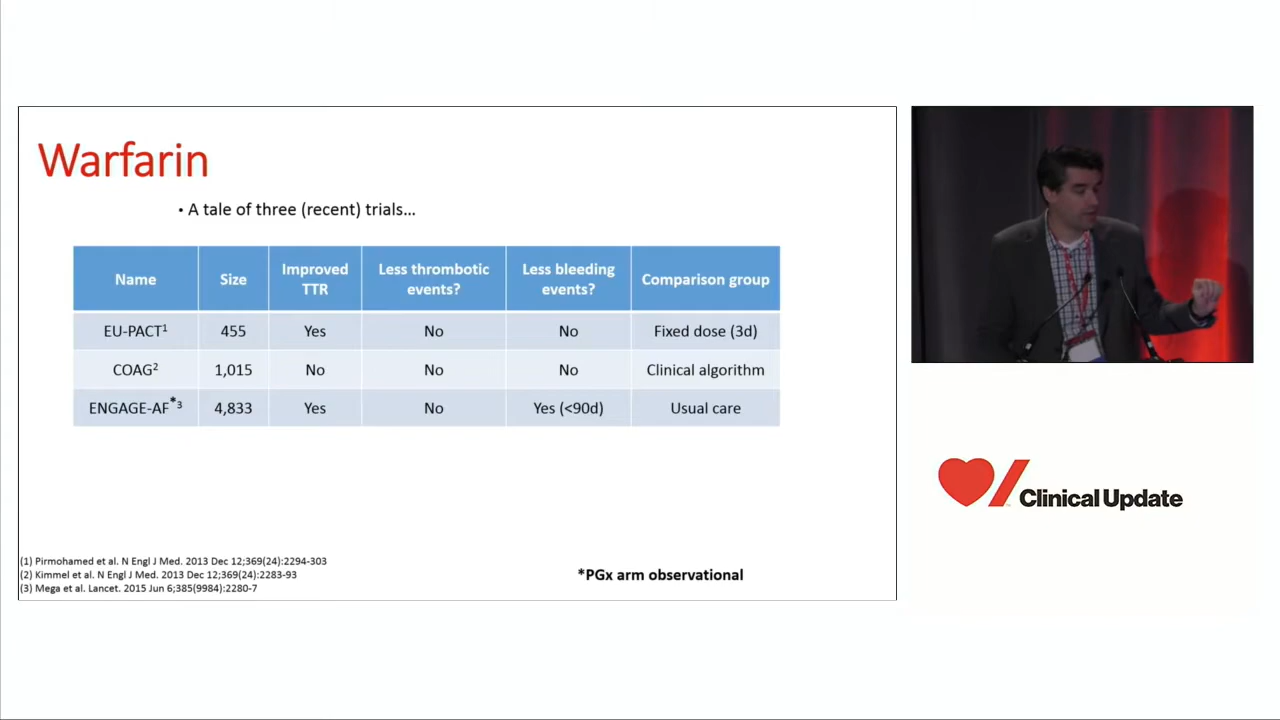 Warfarin
• A tale of three (recent) trials...
Name Size Improved TTR Less thrombotic events? Less bleeding events? Comparison group
EU-PACT1 455 Yes No No Fixed dose (3d)
COAG2 1,015 No No No Clinical algorithm
ENGAGE-AF*3 4,833 Yes No Yes (<90d) Usual care
(1) Pirmohamed et al. N Engl J Med. 2013 Dec 12;369(24):2294-303
(2) Kimmel et al. N Engl J Med. 2013 Dec 12;369(24):2283-93
(3) Mega et al. Lancet. 2015 Jun 6;385(9984):2280-7
*PGx arm observational
Clinical Update